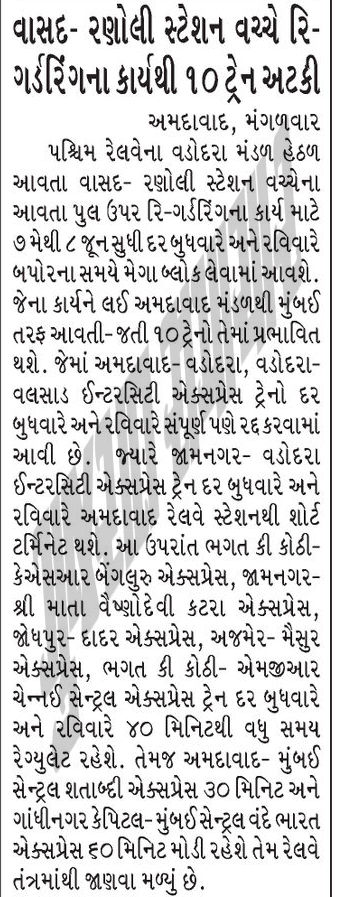 વાસદ- રણોલી સ્ટેશન વચ્ચે રિ-
ગર્ડરિંગના કાર્યથી ૧૦ ટ્રેન અટકી
અમદાવાદ, મંગળવાર
પશ્ચિમ રેલવેના વડોદરા મંડળ હેઠળ
આવતા વાસદ- રણોલી સ્ટેશન વચ્ચેના
આવતા પુલ ઉપર રિ-ગર્ડરિંગના કાર્ય માટે
૭ મેથી ૮ જૂન સુધી દર બુધવારે અને રવિવારે
બપોરના સમયે મેગા બ્લોક લેવામાં આવશે.
જેના કાર્યને લઈ અમદાવાદ મંડળથી મુંબઈ
તરફ આવતી-જતી ૧૦ ટ્રેનો તેમાં પ્રભાવિત
થશે. જેમાં અમદાવાદ- વડોદરા, વડોદરા-
વલસાડ ઈન્ટરસિટી એક્સપ્રેસ ટ્રેનો દર
બુધવારે અને રવિવારે સંપૂર્ણ પણે રદ્દ કરવામાં
આવી છે. જ્યારે જામનગર- વડોદરા
ઈન્ટરસિટી એક્સપ્રેસ ટ્રેન દર બુધવારે અને
રવિવારે અમદાવાદ રેલવે સ્ટેશનથી શોર્ટ
ટર્મિનેટ થશે. આ ઉપરાંત ભગત કી કોઠી-
કેએસઆર બેંગલુરુ એક્સપ્રેસ, જામનગર-
શ્રી માતા વૈષ્ણોદેવી કટરા એક્સપ્રેસ,
જોધપુર- દાદર એક્સપ્રેસ, અજમેર- મૈસુર
એક્સપ્રેસ, ભગત કી કોઠી- એમજીઆર
ચેન્નઈ સેન્ટ્રલ એક્સપ્રેસ ટ્રેન દર બુધવારે
અને રવિવારે ૪૦ મિનિટથી વધુ સમય
રેગ્યુલેટ રહેશે. તેમજ અમદાવાદ- મુંબઈ
સેન્ટ્રલ શતાબ્દી એક્સપ્રેસ ૩૦ મિનિટ અને
ગાંધીનગર કેપિટલ- મુંબઈ સેન્ટ્રલ વંદે ભારત
એક્સપ્રેસ ૬૦ મિનિટ મોડી રહેશે તેમ રેલવે
તંત્રમાંથી જાણવા મળ્યું છે.